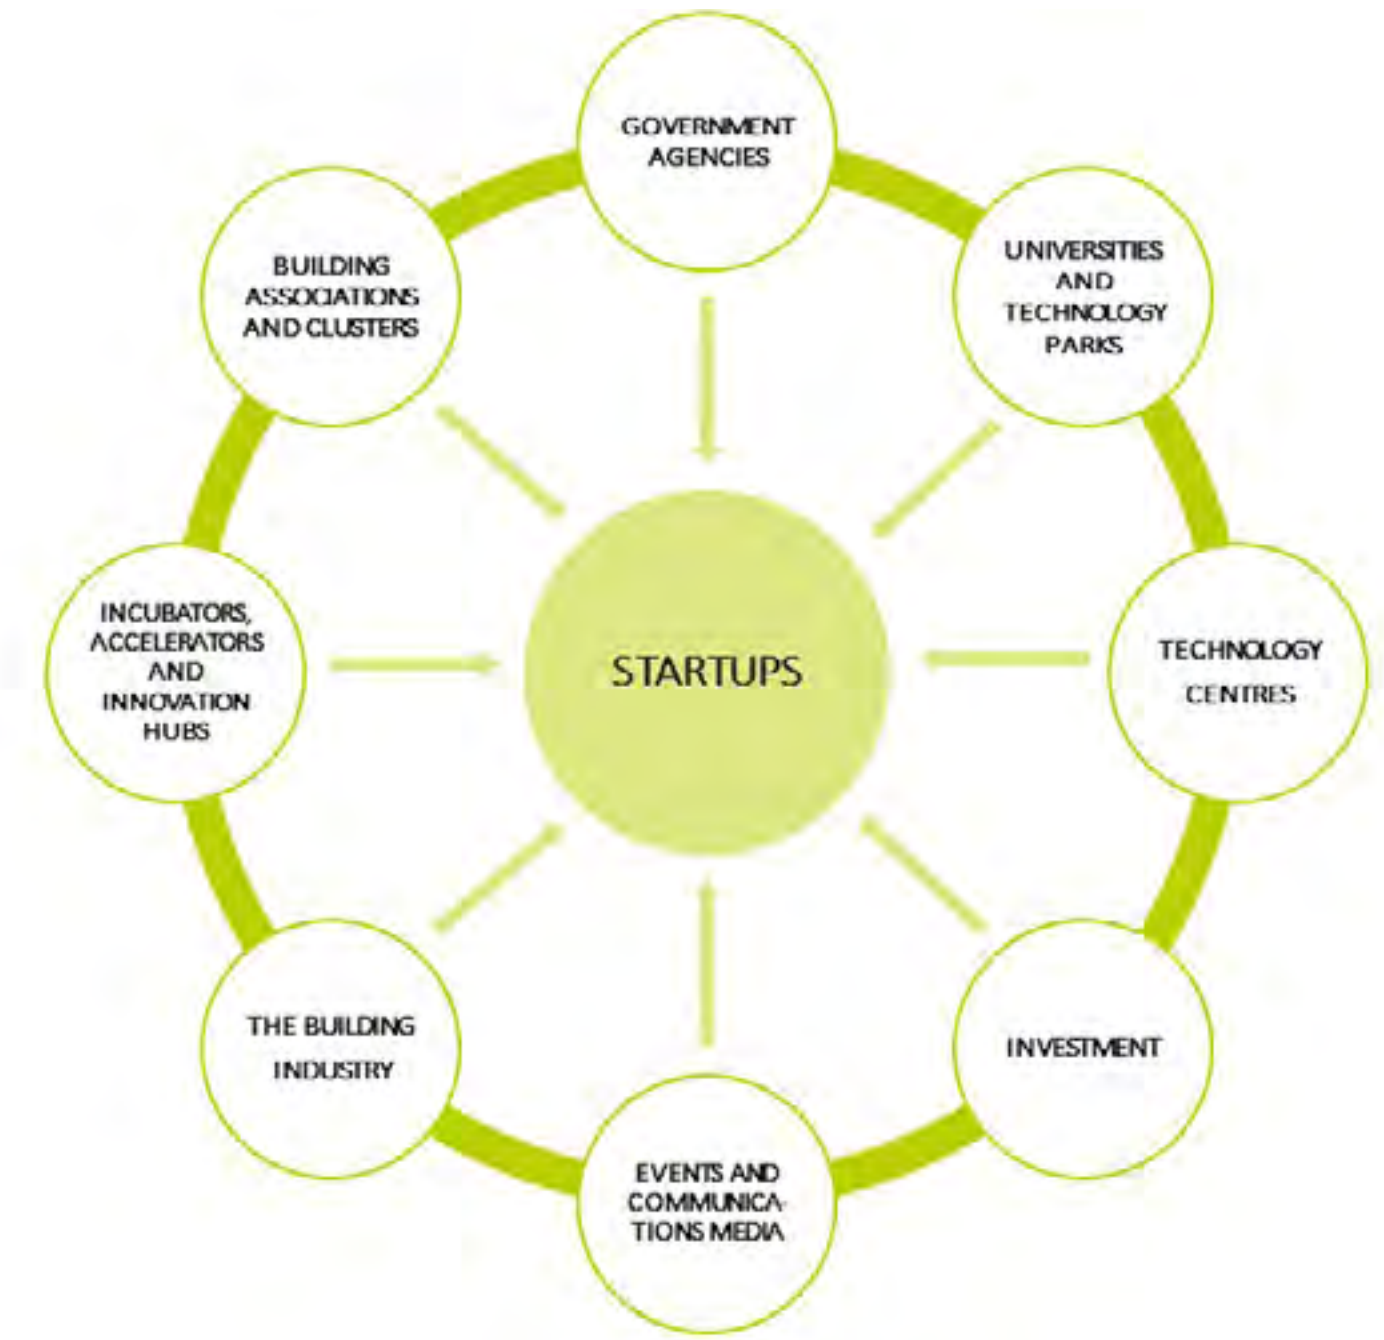 GOVERNMENT
AGENCIES
UNIVERSITIES
AND
TECHNOLOGY
PARKS
TECHNOLOGY
CENTRES
INVESTMENT
EVENTS AND
COMMUNICA-
TIONS MEDIA
THE BUILDING
INDUSTRY
INCUBATORS,
ACCELERATORS
AND
INNOVATION
HUBS
BUILDING
ASSOCIATIONS
AND CLUSTERS
STARTUPS